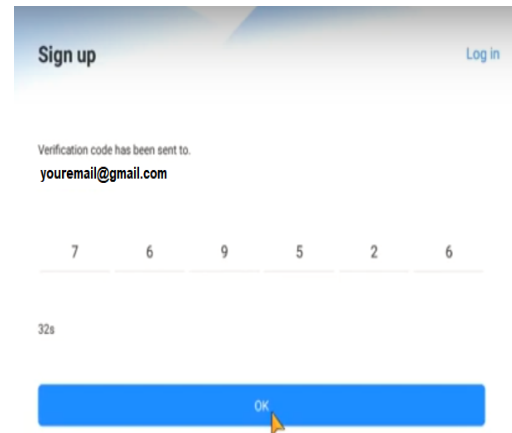 Sign up
Log in
Verification code has been sent to.
youremail@gmail.com
7 6 9 5 2 6
32s
OK